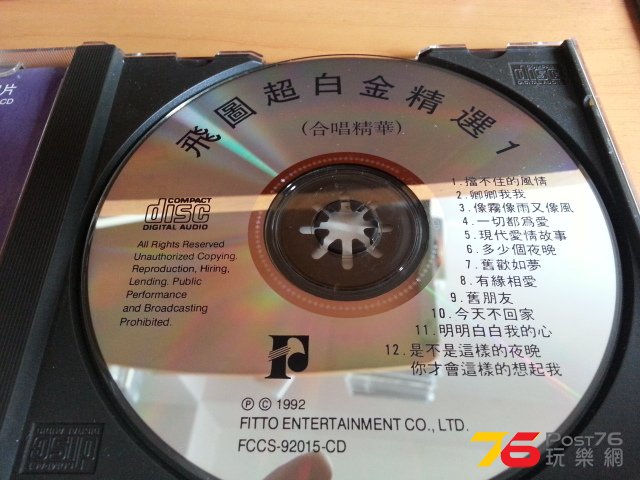 片
CD
飛圖超白金精選1
(合唱精華)
COMPACT
disc
DIGITAL AUDIO
All Rights Reserved
Unauthorized Copying,
Reproduction, Hiring,
Lending. Public
Performance
and Broadcasting
Prohibited.
1.擋不住的風情
2.卿卿我我
3.像霧像雨又像風
4.一切都為愛
5.現代愛情故事
6.多少個夜晚
7.舊歡如夢
8.有緣相愛
9.舊朋友
10.今天不回家
11.明明白白我的心
12.是不是這樣的夜晚
你才會這樣的想起我
Ⓟ © 1992
FITTO ENTERTAINMENT CO., LTD.
FCCS-92015-CD
76 Post76
玩樂網